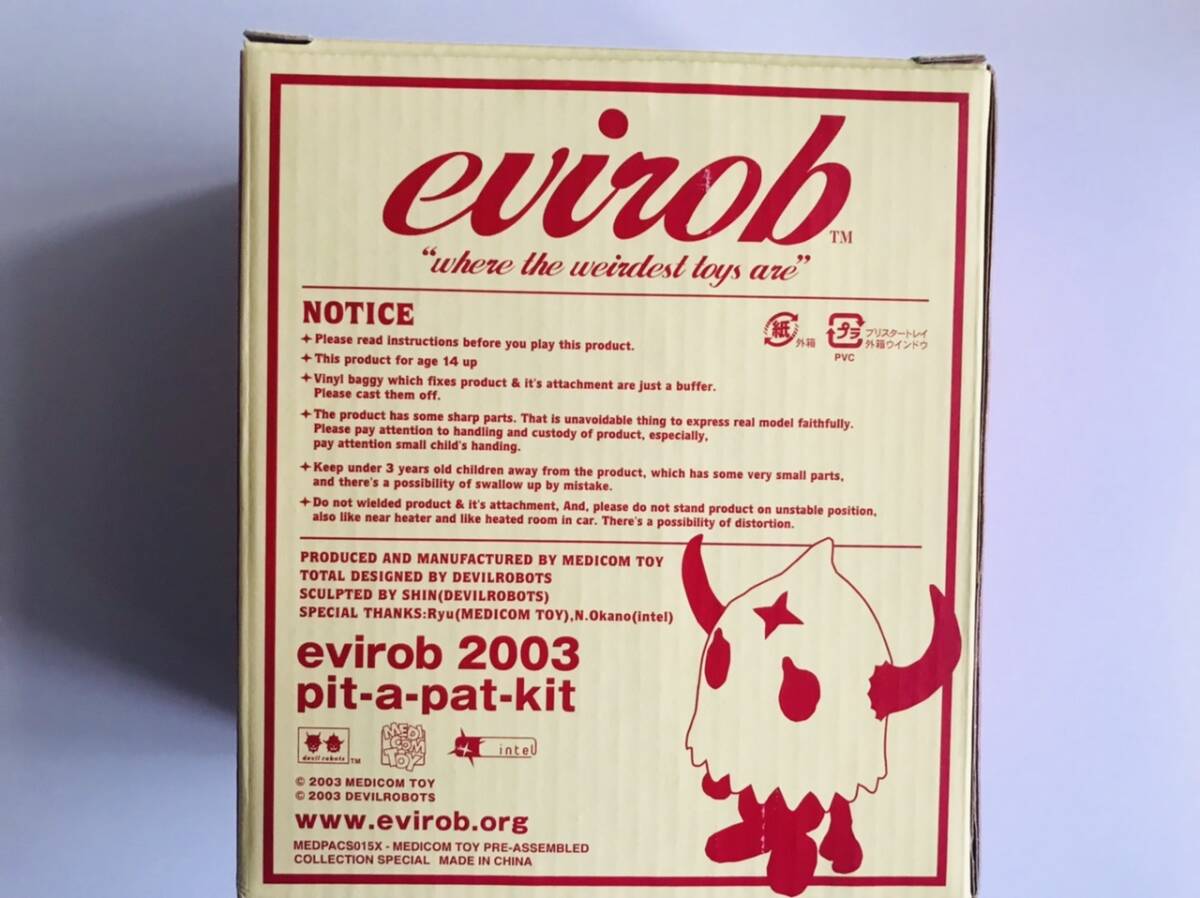 evirob TM
“where the weirdest toys are”
NOTICE
Please read instructions before you play this product.
This product for age 14 up
Vinyl baggy which fixes product & it's attachment are just a buffer.
Please cast them off.
The product has some sharp parts. That is unavoidable thing to express real model faithfully.
Please pay attention to handling and custody of product, especially,
pay attention small child's handing.
Keep under 3 years old children away from the product, which has some very small parts,
and there's a possibility of swallow up by mistake.
Do not wielded product & it's attachment, And, please do not stand product on unstable position,
also like near heater and like heated room in car. There's a possibility of distortion.
紙 外箱
プラ ブリスタートレイ
外箱ウインドウ
PVC
PRODUCED AND MANUFACTURED BY MEDICOM TOY
TOTAL DESIGNED BY DEVILROBOTS
SCULPTED BY SHIN(DEVILROBOTS)
SPECIAL THANKS:Ryu(MEDICOM TOY),N.Okano(intel)
evirob 2003
pit-a-pat-kit
devil robots TM
MEDI
COM
TOY
intel
© 2003 MEDICOM TOY
© 2003 DEVILROBOTS
www.evirob.org
MEDPACS015X - MEDICOM TOY PRE-ASSEMBLED
COLLECTION SPECIAL MADE IN CHINA